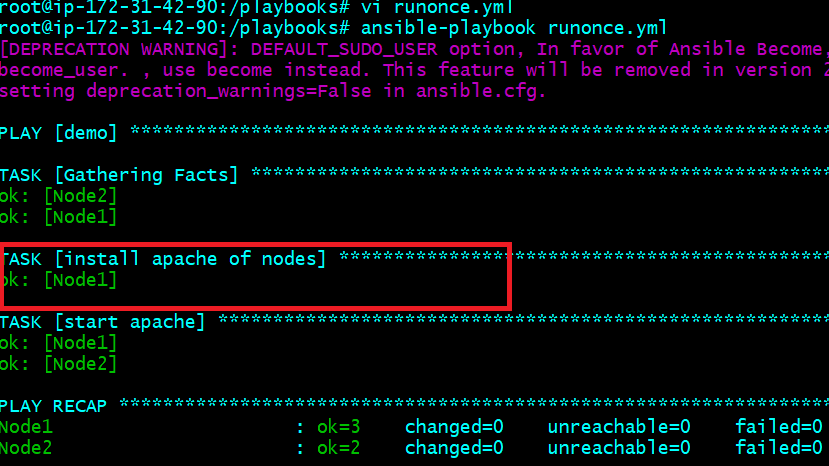 root@ip-172-31-42-90:/playbooks# vi runonce.yml
root@ip-172-31-42-90:/playbooks# ansible-playbook runonce.yml
[DEPRECATION WARNING]: DEFAULT_SUDO_USER option, In favor of Ansible Become,
become_user. , use become instead. This feature will be removed in version 2
setting deprecation_warnings=False in ansible.cfg.
PLAY [demo] *****************************************************************
TASK [Gathering Facts] ******************************************************
ok: [Node2]
ok: [Node1]
TASK [install apache of nodes] **********************************************
ok: [Node1]
TASK [start apache] *********************************************************
ok: [Node1]
ok: [Node2]
PLAY RECAP ******************************************************************
Node1 : ok=3 changed=0 unreachable=0 failed=0
Node2 : ok=2 changed=0 unreachable=0 failed=0